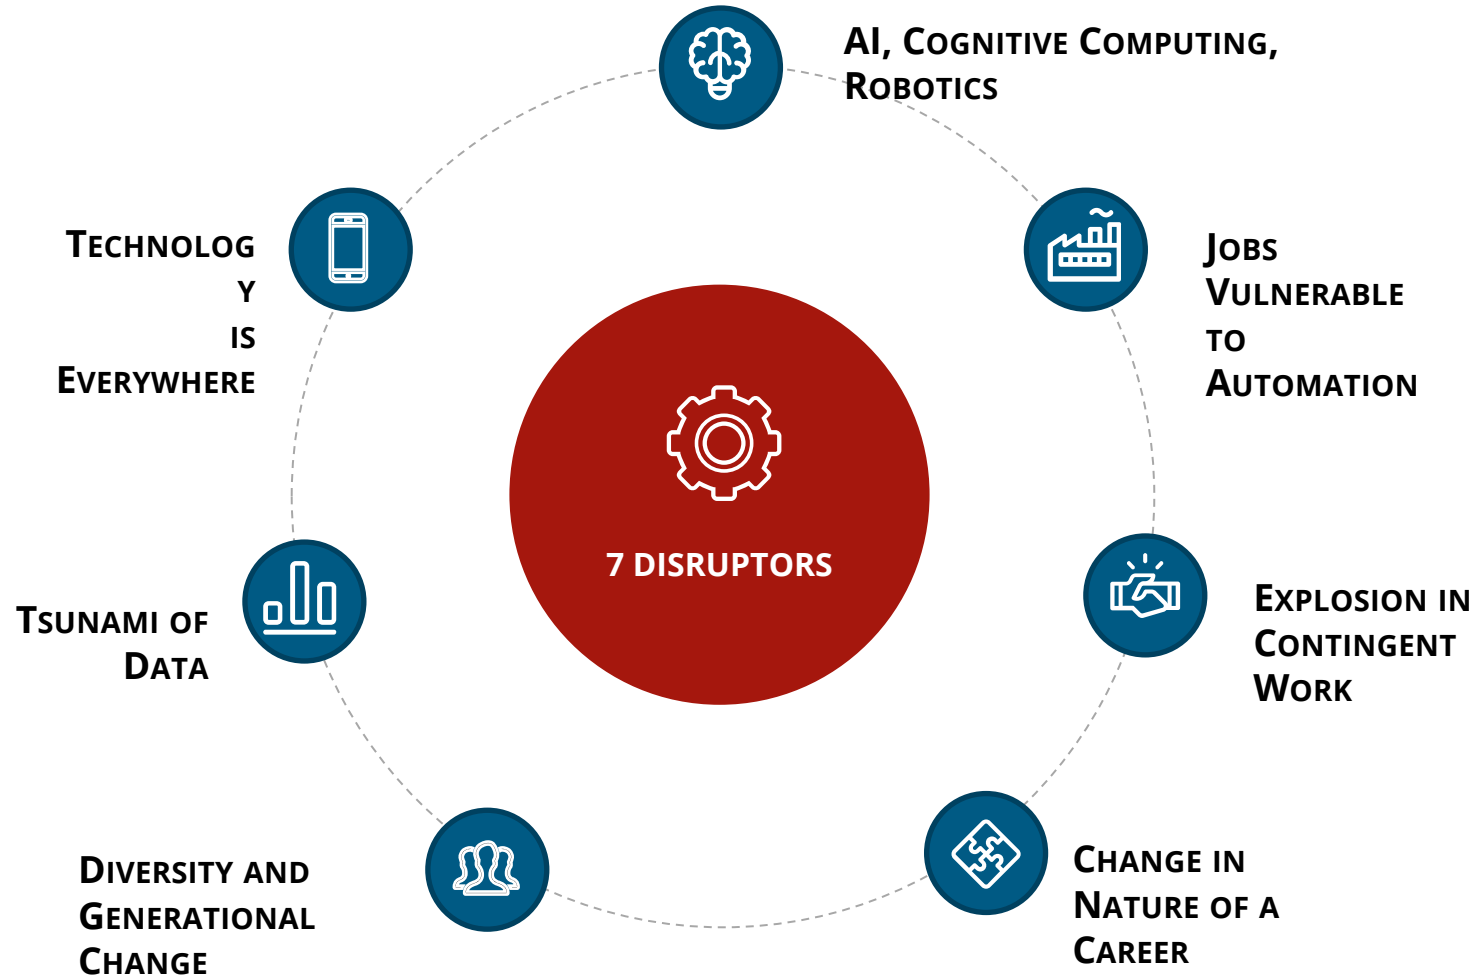 AI, Cognitive Computing,
Robotics
Jobs
Vulnerable
to
Automation
Explosion in
Contingent
Work
Change in
Nature of a
Career
Diversity and
Generational
Change
Tsunami of
Data
Technolog
y
is
Everywhere
7 DISRUPTORS